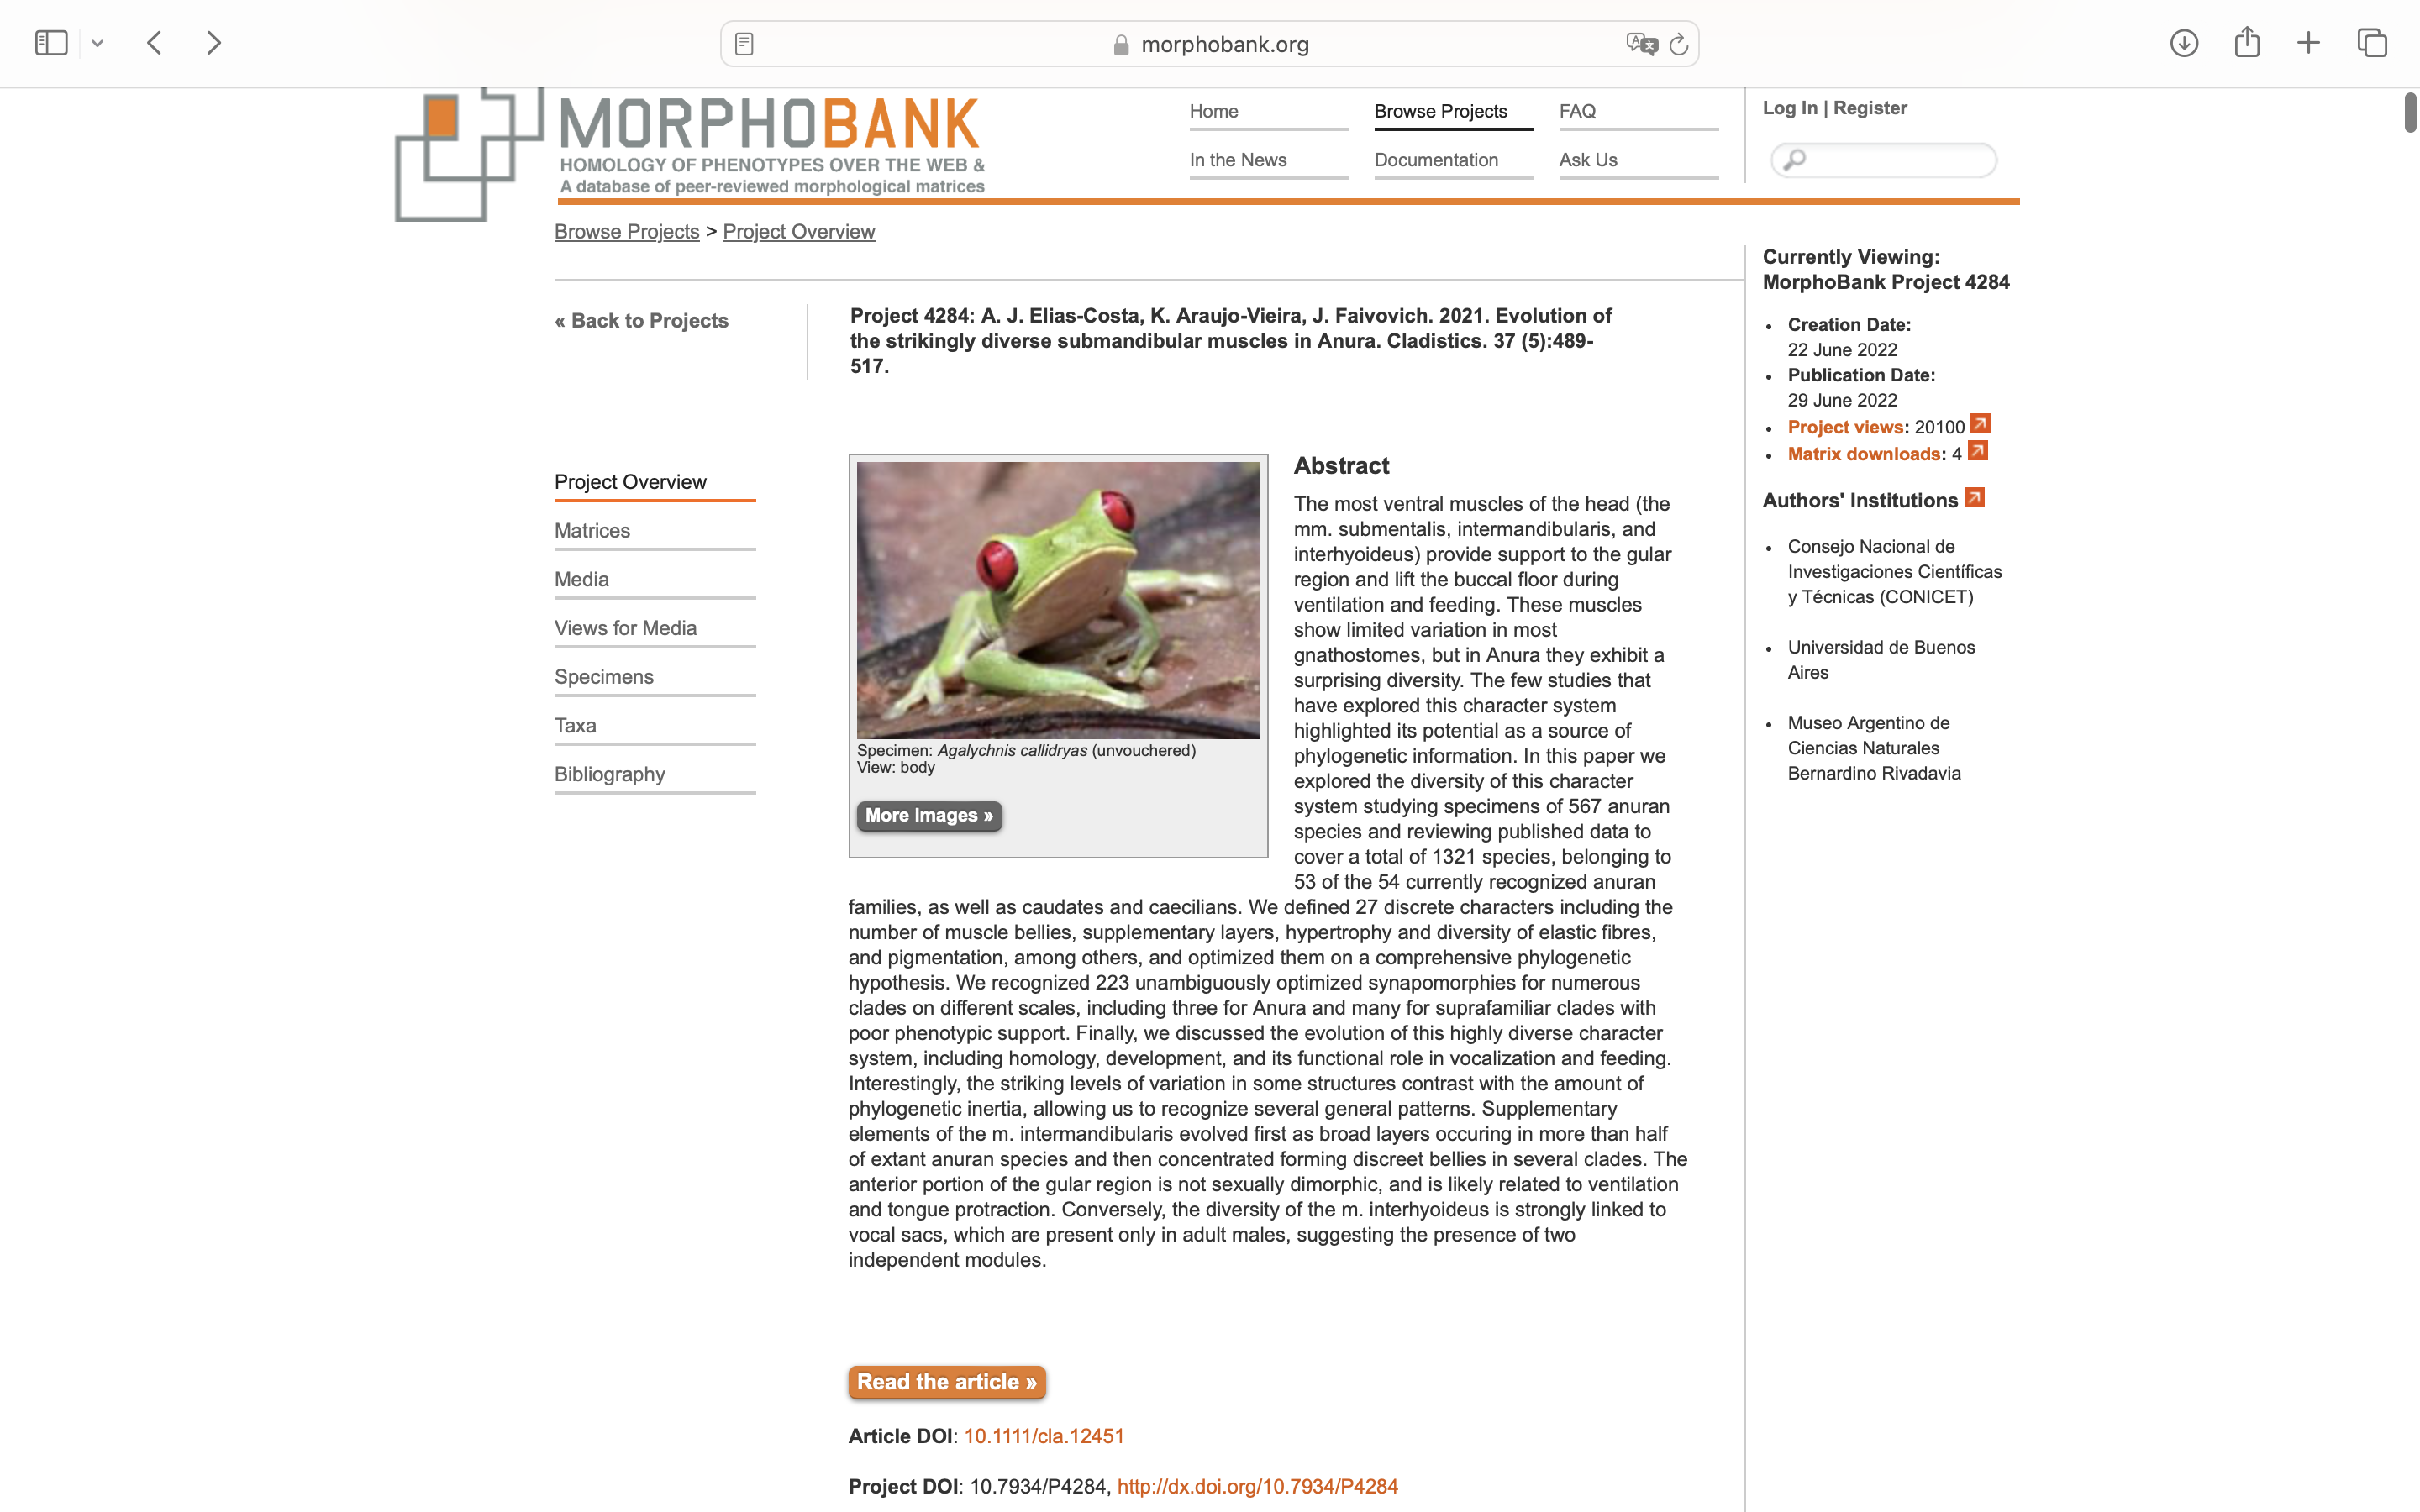 morphobank.org
MORPHOBANK
HOMOLOGY OF PHENOTYPES OVER THE WEB &
A database of peer-reviewed morphological matrices
Home
Browse Projects
FAQ
In the News
Documentation
Ask Us
Log In | Register
Browse Projects > Project Overview
« Back to Projects
Project 4284: A. J. Elias-Costa, K. Araujo-Vieira, J. Faivovich. 2021. Evolution of
the strikingly diverse submandibular muscles in Anura. Cladistics. 37 (5):489-
517.
Project Overview
Matrices
Media
Views for Media
Specimens
Taxa
Bibliography
Specimen: Agalychnis callidryas (unvouchered)
View: body
More images »
Abstract
The most ventral muscles of the head (the
mm. submentalis, intermandibularis, and
interhyoideus) provide support to the gular
region and lift the buccal floor during
ventilation and feeding. These muscles
show limited variation in most
gnathostomes, but in Anura they exhibit a
surprising diversity. The few studies that
have explored this character system
highlighted its potential as a source of
phylogenetic information. In this paper we
explored the diversity of this character
system studying specimens of 567 anuran
species and reviewing published data to
cover a total of 1321 species, belonging to
53 of the 54 currently recognized anuran
families, as well as caudates and caecilians. We defined 27 discrete characters including the
number of muscle bellies, supplementary layers, hypertrophy and diversity of elastic fibres,
and pigmentation, among others, and optimized them on a comprehensive phylogenetic
hypothesis. We recognized 223 unambiguously optimized synapomorphies for numerous
clades on different scales, including three for Anura and many for suprafamiliar clades with
poor phenotypic support. Finally, we discussed the evolution of this highly diverse character
system, including homology, development, and its functional role in vocalization and feeding.
Interestingly, the striking levels of variation in some structures contrast with the amount of
phylogenetic inertia, allowing us to recognize several general patterns. Supplementary
elements of the m. intermandibularis evolved first as broad layers occuring in more than half
of extant anuran species and then concentrated forming discreet bellies in several clades. The
anterior portion of the gular region is not sexually dimorphic, and is likely related to ventilation
and tongue protraction. Conversely, the diversity of the m. interhyoideus is strongly linked to
vocal sacs, which are present only in adult males, suggesting the presence of two
independent modules.
Read the article »
Article DOI: 10.1111/cla.12451
Project DOI: 10.7934/P4284, http://dx.doi.org/10.7934/P4284
Currently Viewing:
MorphoBank Project 4284
• Creation Date:
22 June 2022
• Publication Date:
29 June 2022
• Project views: 20100
• Matrix downloads: 4
Authors' Institutions
• Consejo Nacional de
Investigaciones Científicas
y Técnicas (CONICET)
• Universidad de Buenos
Aires
• Museo Argentino de
Ciencias Naturales
Bernardino Rivadavia